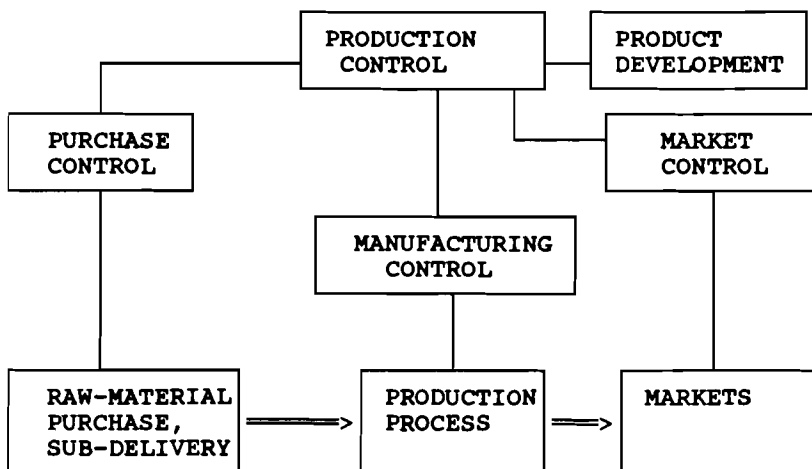 PRODUCTION
CONTROL
PRODUCT
DEVELOPMENT
PURCHASE
CONTROL
MARKET
CONTROL
MANUFACTURING
CONTROL
RAW-MATERIAL
PURCHASE,
SUB-DELIVERY
PRODUCTION
PROCESS
MARKETS